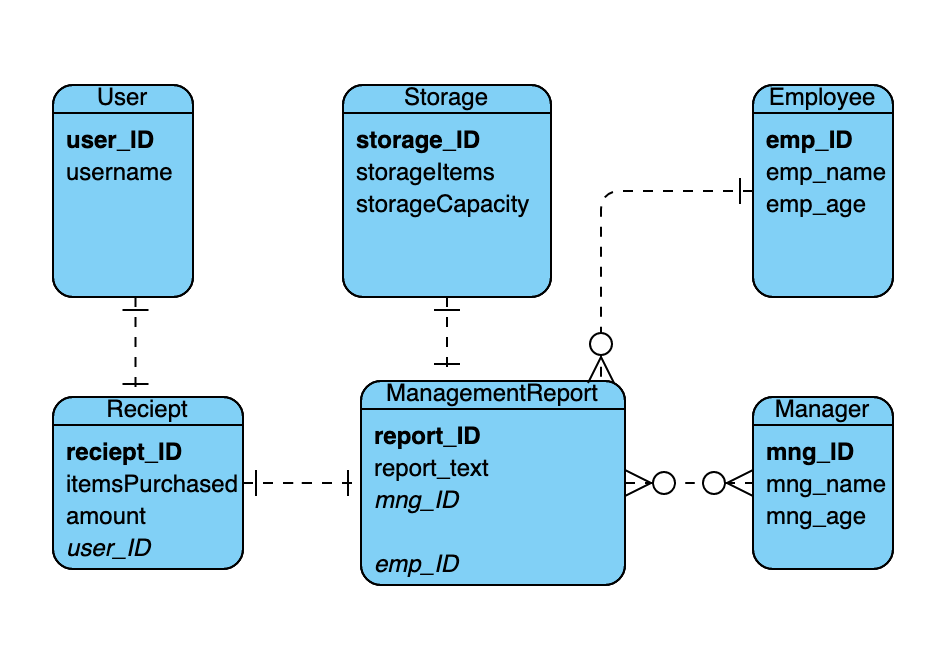 User
user_ID
username
Storage
storage_ID
storageItems
storageCapacity
Employee
emp_ID
emp_name
emp_age
Reciept
reciept_ID
itemsPurchased
amount
user_ID
ManagementReport
report_ID
report_text
mng_ID
emp_ID
Manager
mng_ID
mng_name
mng_age